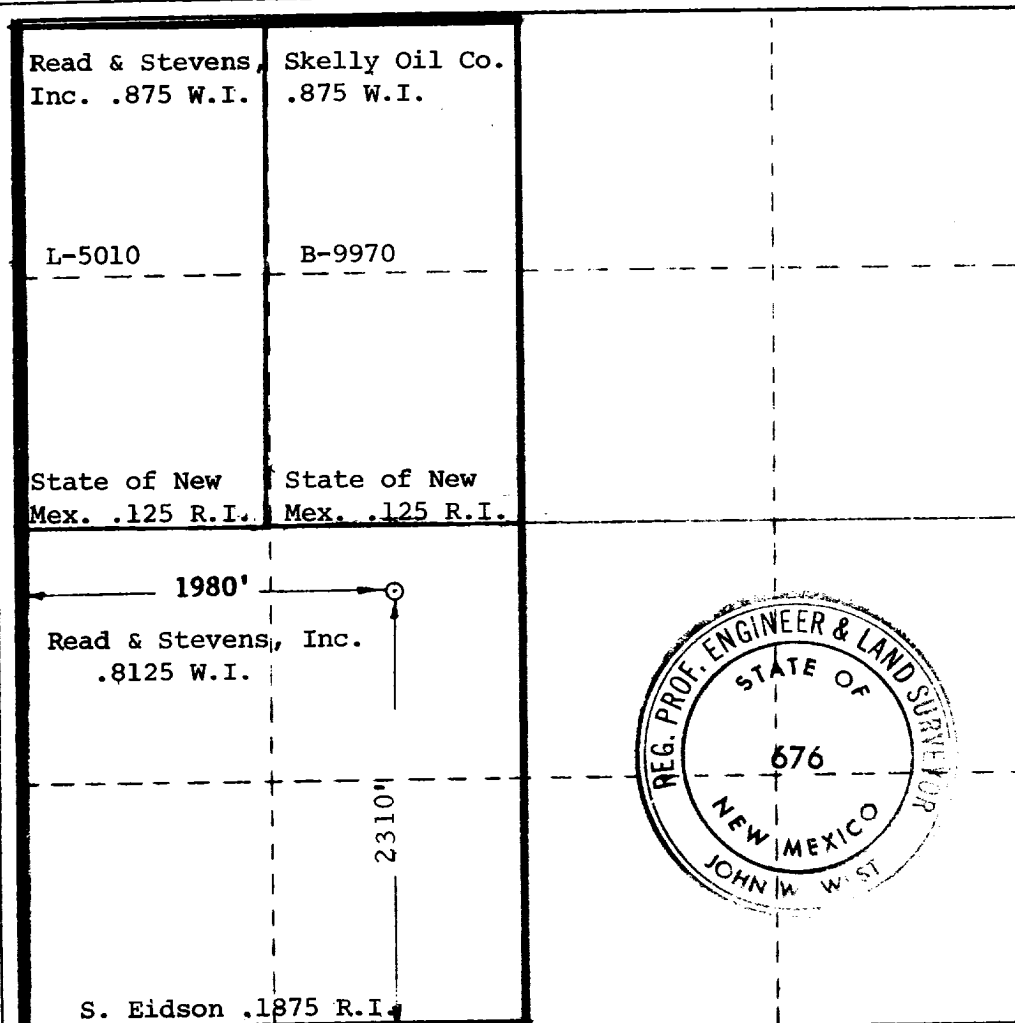 Read & Stevens,
Inc. .875 W.I.
Skelly Oil Co.
.875 W.I.
L-5010
B-9970
State of New
Mex. .125 R.I.
State of New
Mex. .125 R.I.
1980'
Read & Stevens, Inc.
.8125 W.I.
2310'
S. Eidson .1875 R.I.
REG. PROF. ENGINEER & LAND SURVEYOR
STATE OF
676
NEW MEXICO
JOHN W. WEST